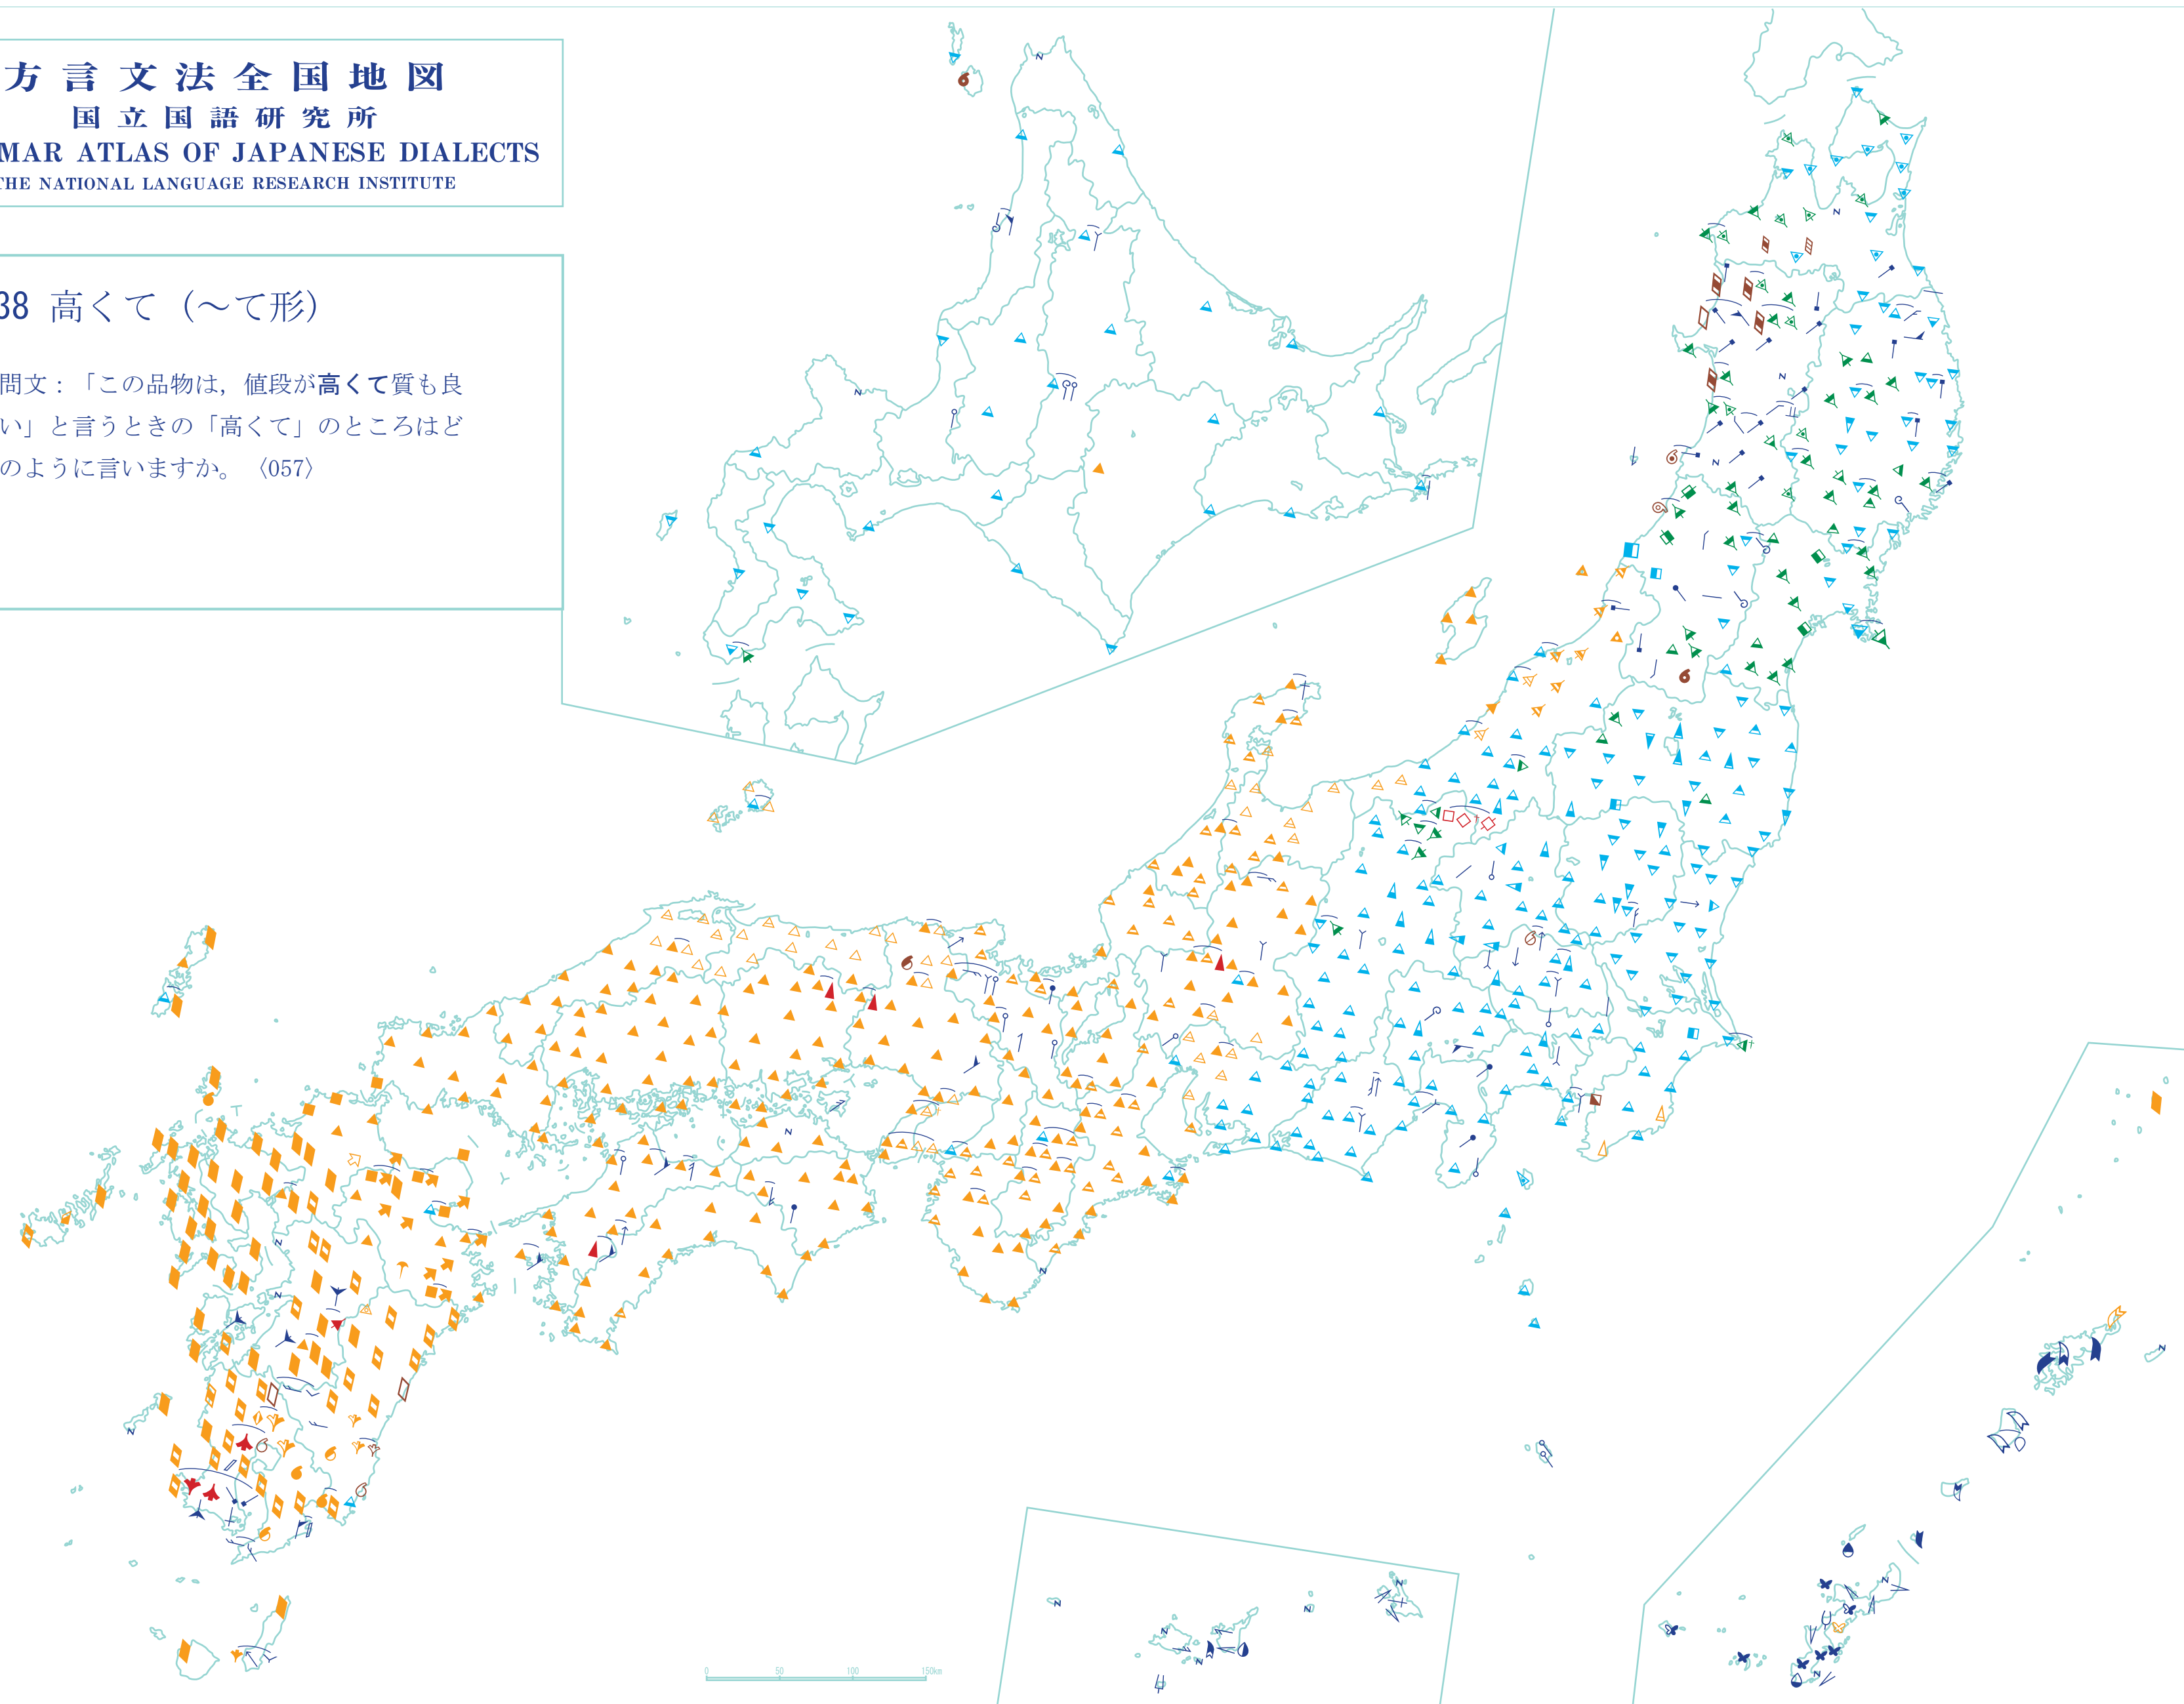 方言文法全国地図
国立国語研究所
MAR ATLAS OF JAPANESE DIALECTS
THE NATIONAL LANGUAGE RESEARCH INSTITUTE
38 高くて（～て形）
問文：「この品物は，値段が高くて質も良
い」と言うときの「高くて」のところはど
のように言いますか。〈057〉
0 50 100 150km